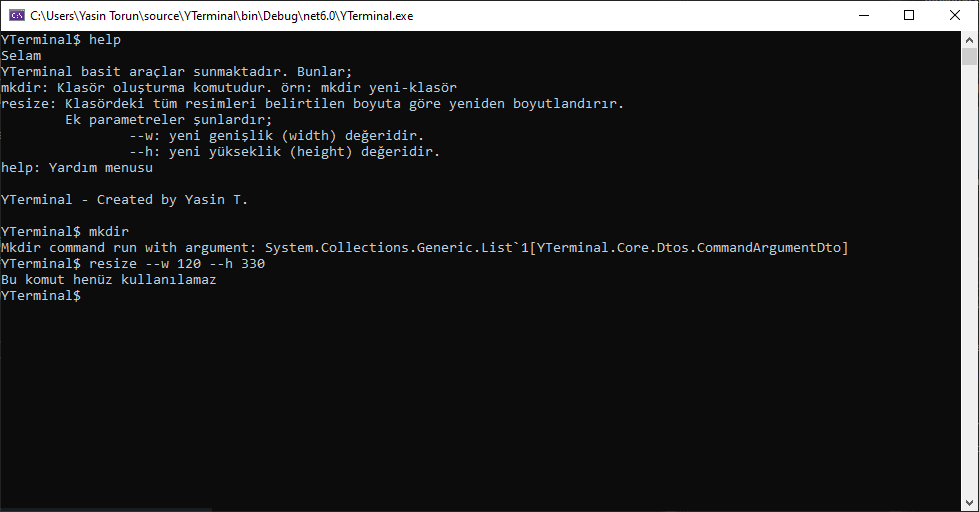 C:\Users\Yasin Torun\source\YTerminal\bin\Debug\net6.0\YTerminal.exe
YTerminal$ help
Selam
YTerminal basit araçlar sunmaktadır. Bunlar;
mkdir: Klasör oluşturma komutudur. örn: mkdir yeni-klasör
resize: Klasördeki tüm resimleri belirtilen boyuta göre yeniden boyutlandırır.
Ek parametreler şunlardır;
--w: yeni genişlik (width) değeridir.
--h: yeni yükseklik (height) değeridir.
help: Yardım menusu
YTerminal - Created by Yasin T.
YTerminal$ mkdir
Mkdir command run with argument: System.Collections.Generic.List`1[YTerminal.Core.Dtos.CommandArgumentDto]
YTerminal$ resize --w 120 --h 330
Bu komut henüz kullanılamaz
YTerminal$